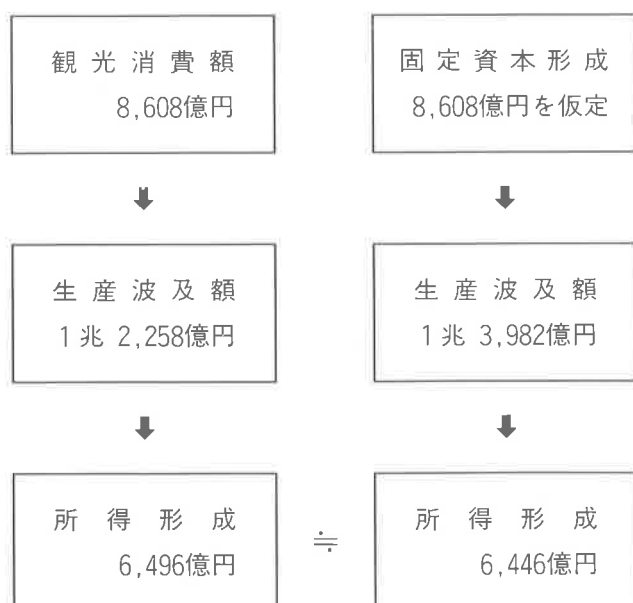 観光消費額
8,608億円
固定資本形成
8,608億円を仮定
生産波及額
1兆2,258億円
生産波及額
1兆3,982億円
所得形成
6,496億円
≒
所得形成
6,446億円